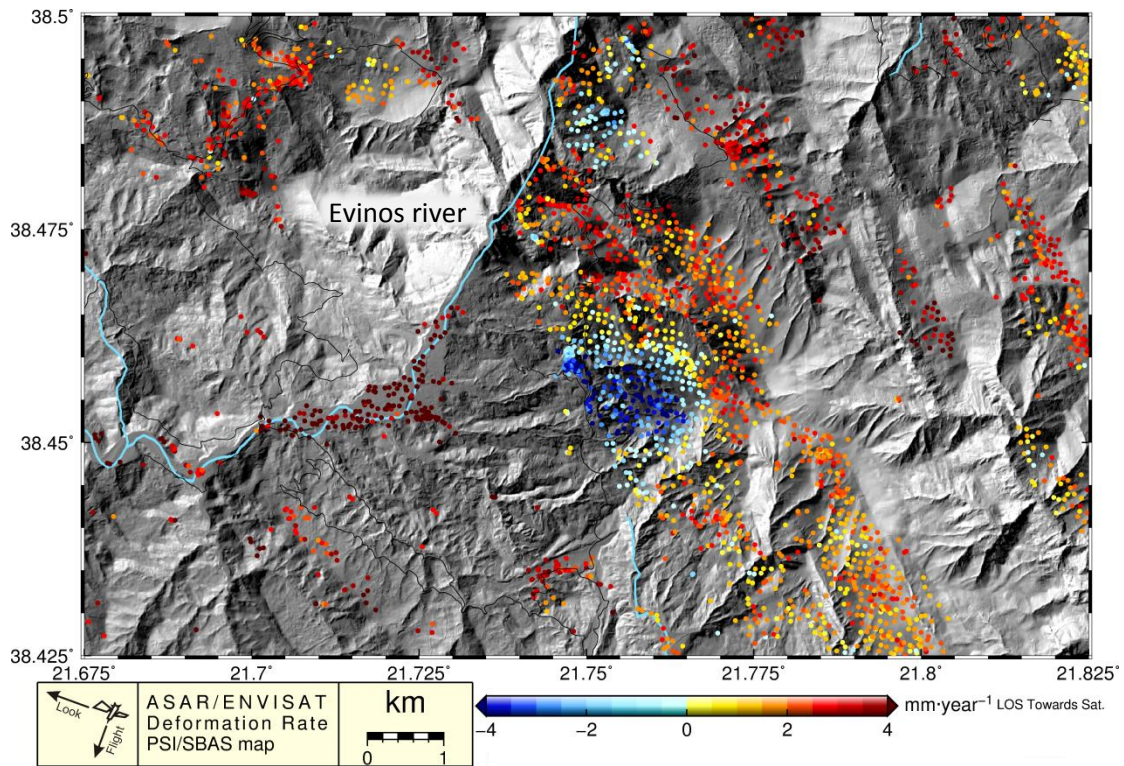 38.5˚
Evinos river
38.475˚
38.45˚
38.425˚
21.675 21.7˚ 21.725˚ 21.75˚ 21.775˚ 21.8˚ 21.825˚
Look
Flight
ASAR/ENVISAT
Deformation Rate
PSI/SBAS map
km
0 1
−4 −2 0 2 4
mm·year⁻¹ LOS Towards Sat.